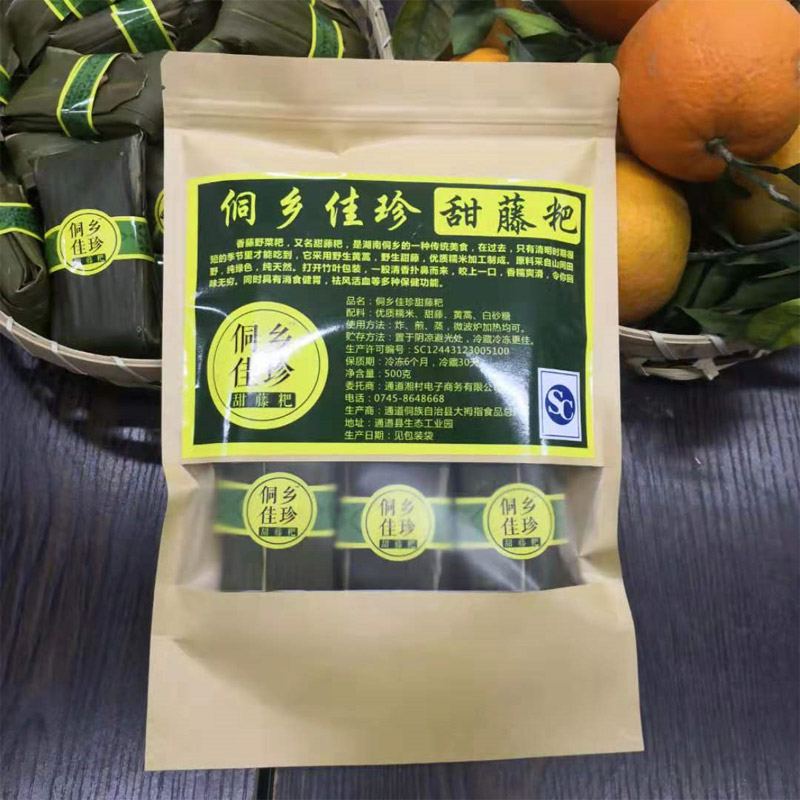 侗乡佳珍 甜藤粑
香藤野菜粑，又名甜藤粑，是湖南侗乡的一种传统美食，在过去，只有清明时莭很
短的季节里才能吃到，它采用野生黄蒿，野生甜藤，优质糯米加工制成，原料采自山间田
野，纯绿色，纯天然。打开竹叶包装，一股清香扑鼻而来，咬上一口，香糯爽滑，令你回
味无穷。同时具有消食健胃，祛风活血等多种保健功能。
品名：侗乡佳珍甜藤粑
配料：优质糯米、甜藤、黄蒿、白砂糖
使用方法：炸、煎、蒸、微波炉加热均可。
贮存方法：置于阴凉避光处，冷藏冷冻更佳。
生产许可编号：SC12443123005100
保质期：冷冻6个月，冷藏30天
净含量：500克
委托商：通道湘村电子商务有限公
电话：0745-8648668
生产商：通道侗族自治县大拇指食品总
地址：通道县生态工业园
生产日期：见包装袋
侗乡
佳珍
甜藤粑
SC
侗乡
佳珍
甜藤粑
侗乡
佳珍
甜藤粑
侗乡
佳珍
甜藤粑
侗乡
佳珍
甜藤粑